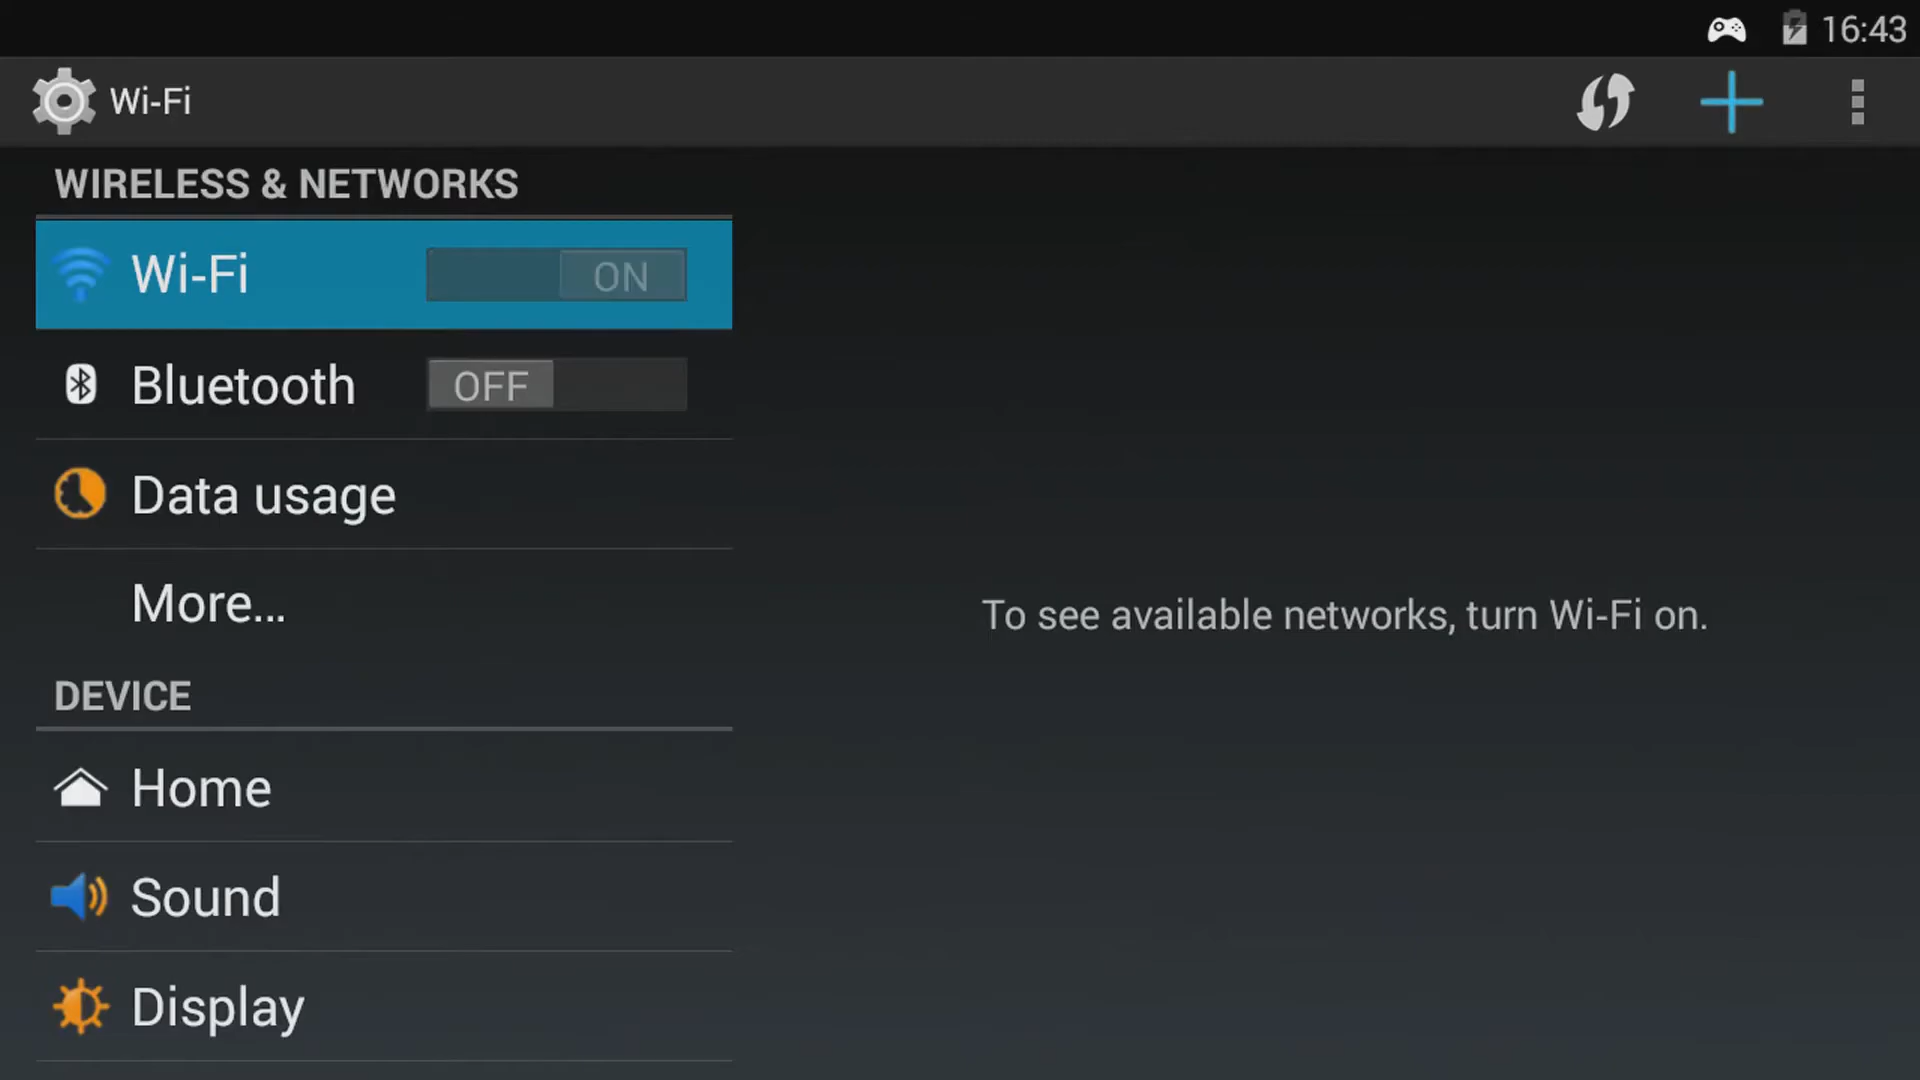 16:43
Wi-Fi
WIRELESS & NETWORKS
Wi-Fi ON
Bluetooth OFF
Data usage
More...
To see available networks, turn Wi-Fi on.
DEVICE
Home
Sound
Display